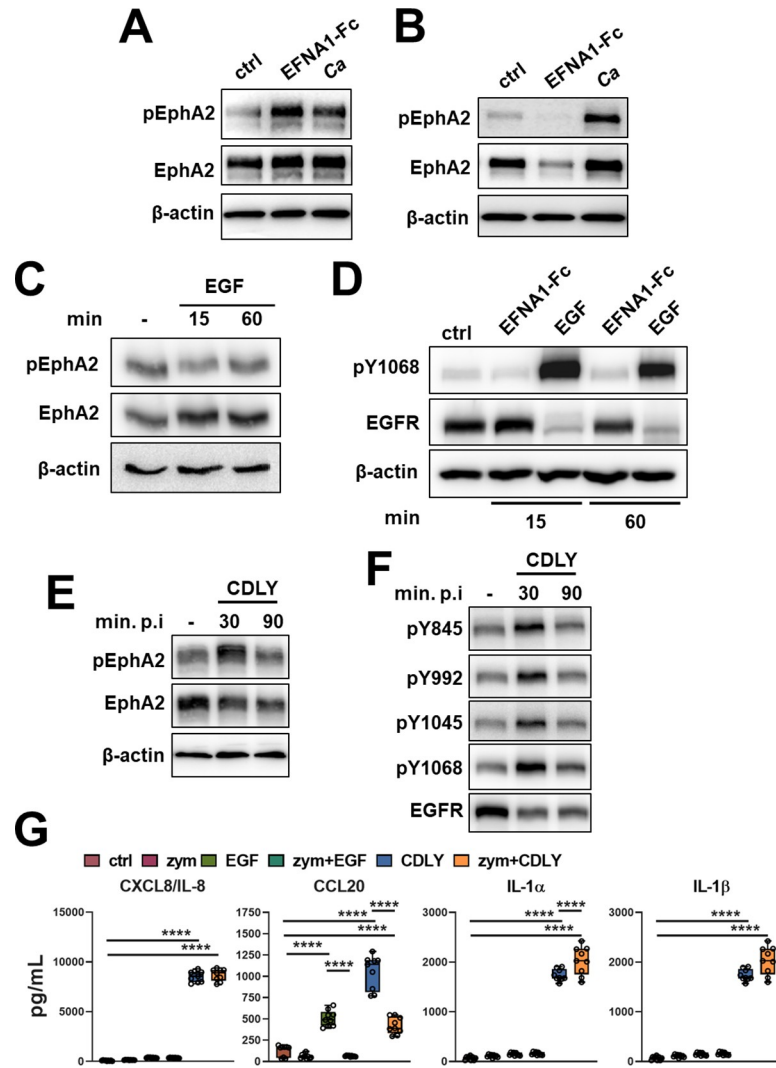 A
ctrl EFNA1-Fc Ca
pEphA2
EphA2
β-actin
B
ctrl EFNA1-Fc Ca
pEphA2
EphA2
β-actin
C
EGF
min - 15 60
pEphA2
EphA2
β-actin
D
ctrl EFNA1-Fc EGF EFNA1-Fc EGF
pY1068
EGFR
β-actin
min 15 60
E
CDLY
min. p.i - 30 90
pEphA2
EphA2
β-actin
F
CDLY
min. p.i - 30 90
pY845
pY992
pY1045
pY1068
EGFR
G
ctrl zym EGF zym+EGF CDLY zym+CDLY
CXCL8/IL-8
pg/mL
15000
10000
5000
0
****
****
CCL20
1750
1500
1250
1000
750
500
250
0
****
****
****
****
****
IL-1α
3000
2000
1000
0
****
****
****
IL-1β
3000
2000
1000
0
****
****